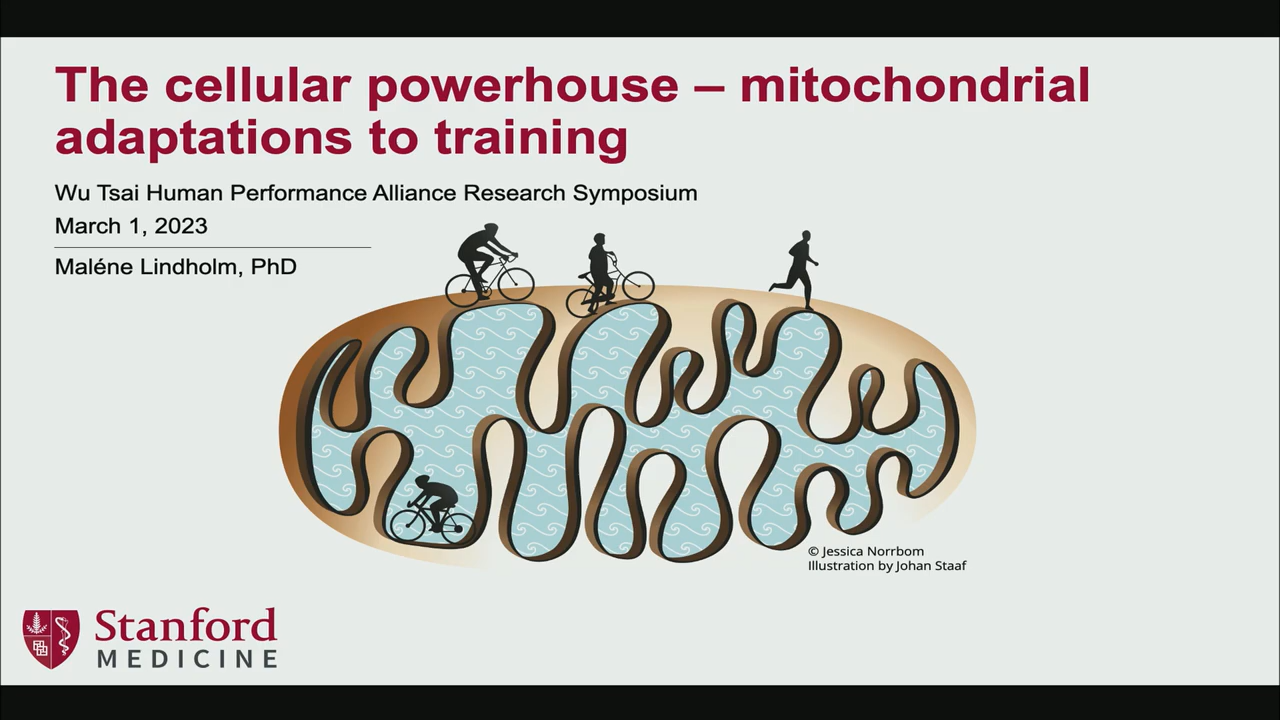 The cellular powerhouse – mitochondrial
adaptations to training
Wu Tsai Human Performance Alliance Research Symposium
March 1, 2023
Maléne Lindholm, PhD
© Jessica Norrbom
Illustration by Johan Staaf
Stanford
MEDICINE